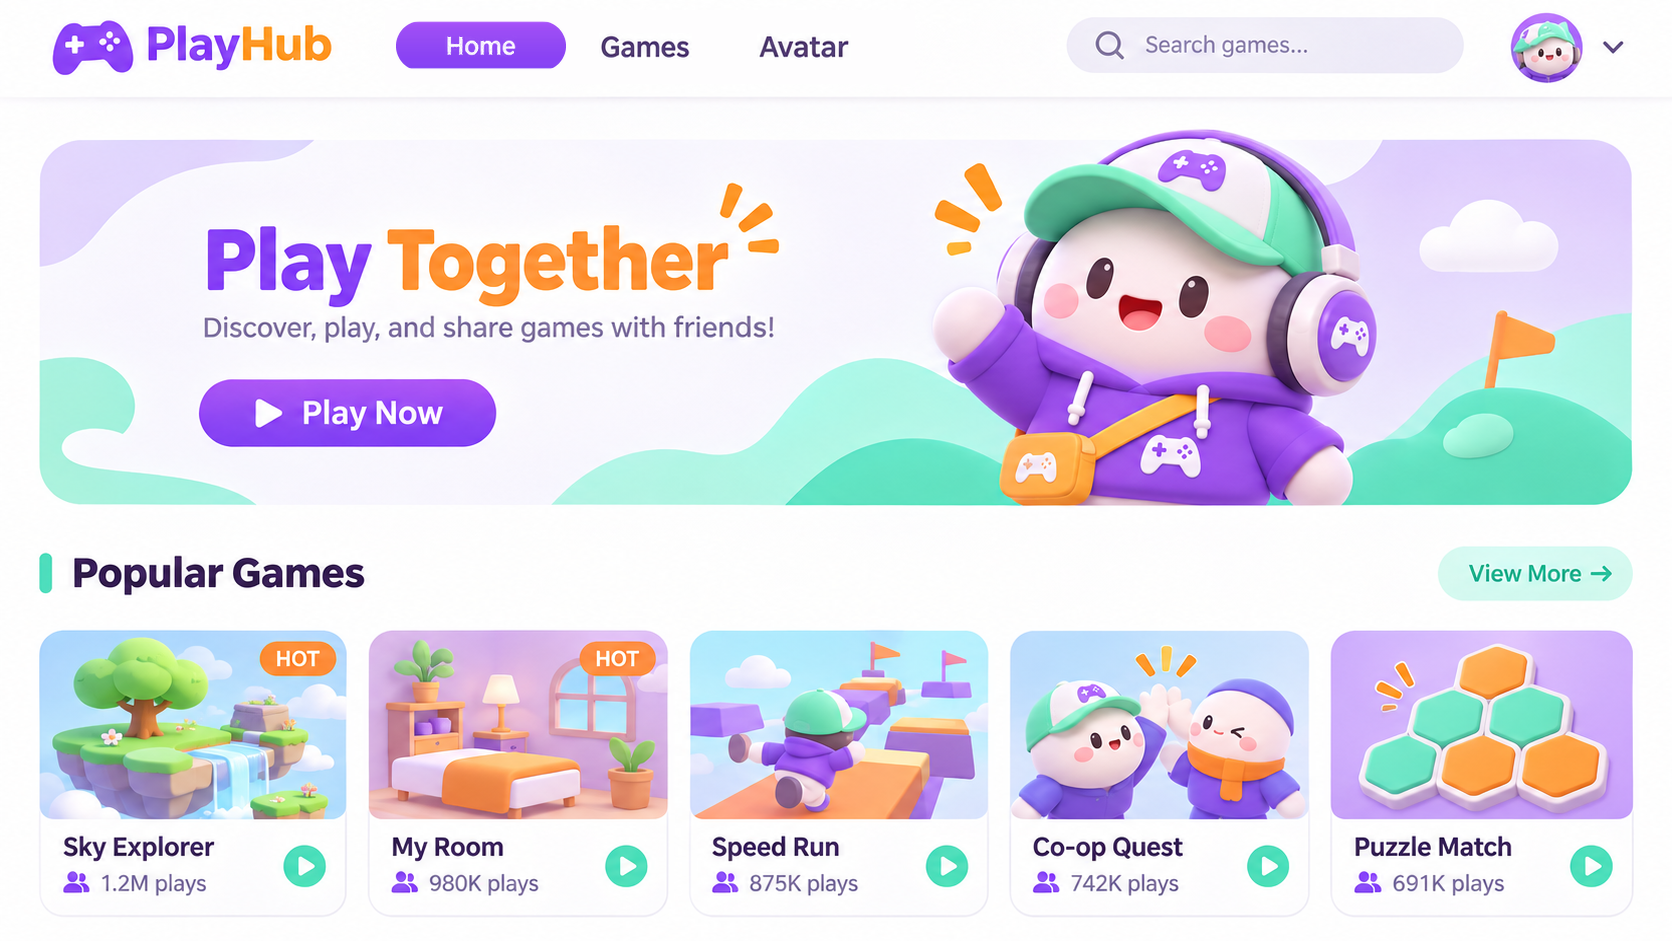 PlayHub
Home
Games
Avatar
Search games...
Play Together
Discover, play, and share games with friends!
Play Now
Popular Games
View More →
HOT
HOT
Sky Explorer
1.2M plays
My Room
980K plays
Speed Run
875K plays
Co-op Quest
742K plays
Puzzle Match
691K plays